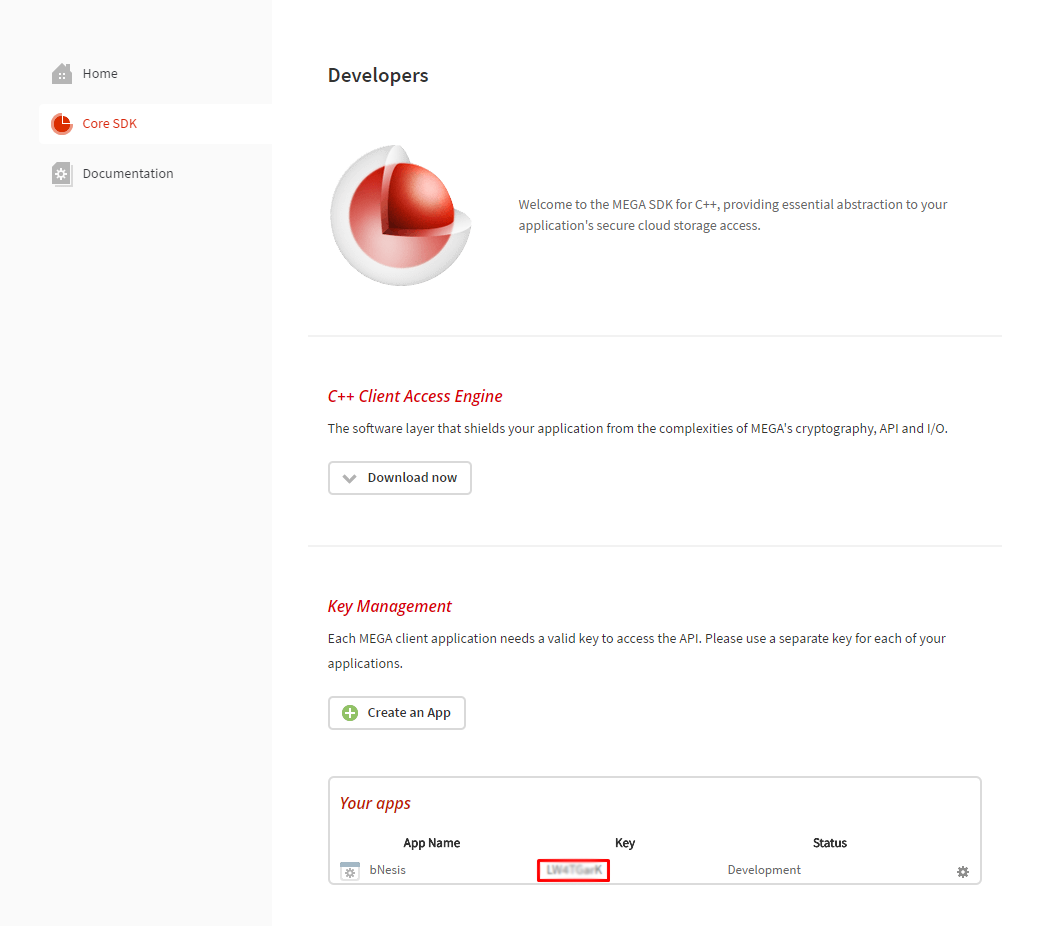 Home
Core SDK
Documentation
Developers
Welcome to the MEGA SDK for C++, providing essential abstraction to your
application's secure cloud storage access.
C++ Client Access Engine
The software layer that shields your application from the complexities of MEGA's cryptography, API and I/O.
Download now
Key Management
Each MEGA client application needs a valid key to access the API. Please use a separate key for each of your
applications.
Create an App
Your apps
App Name Key Status
bNesis Development